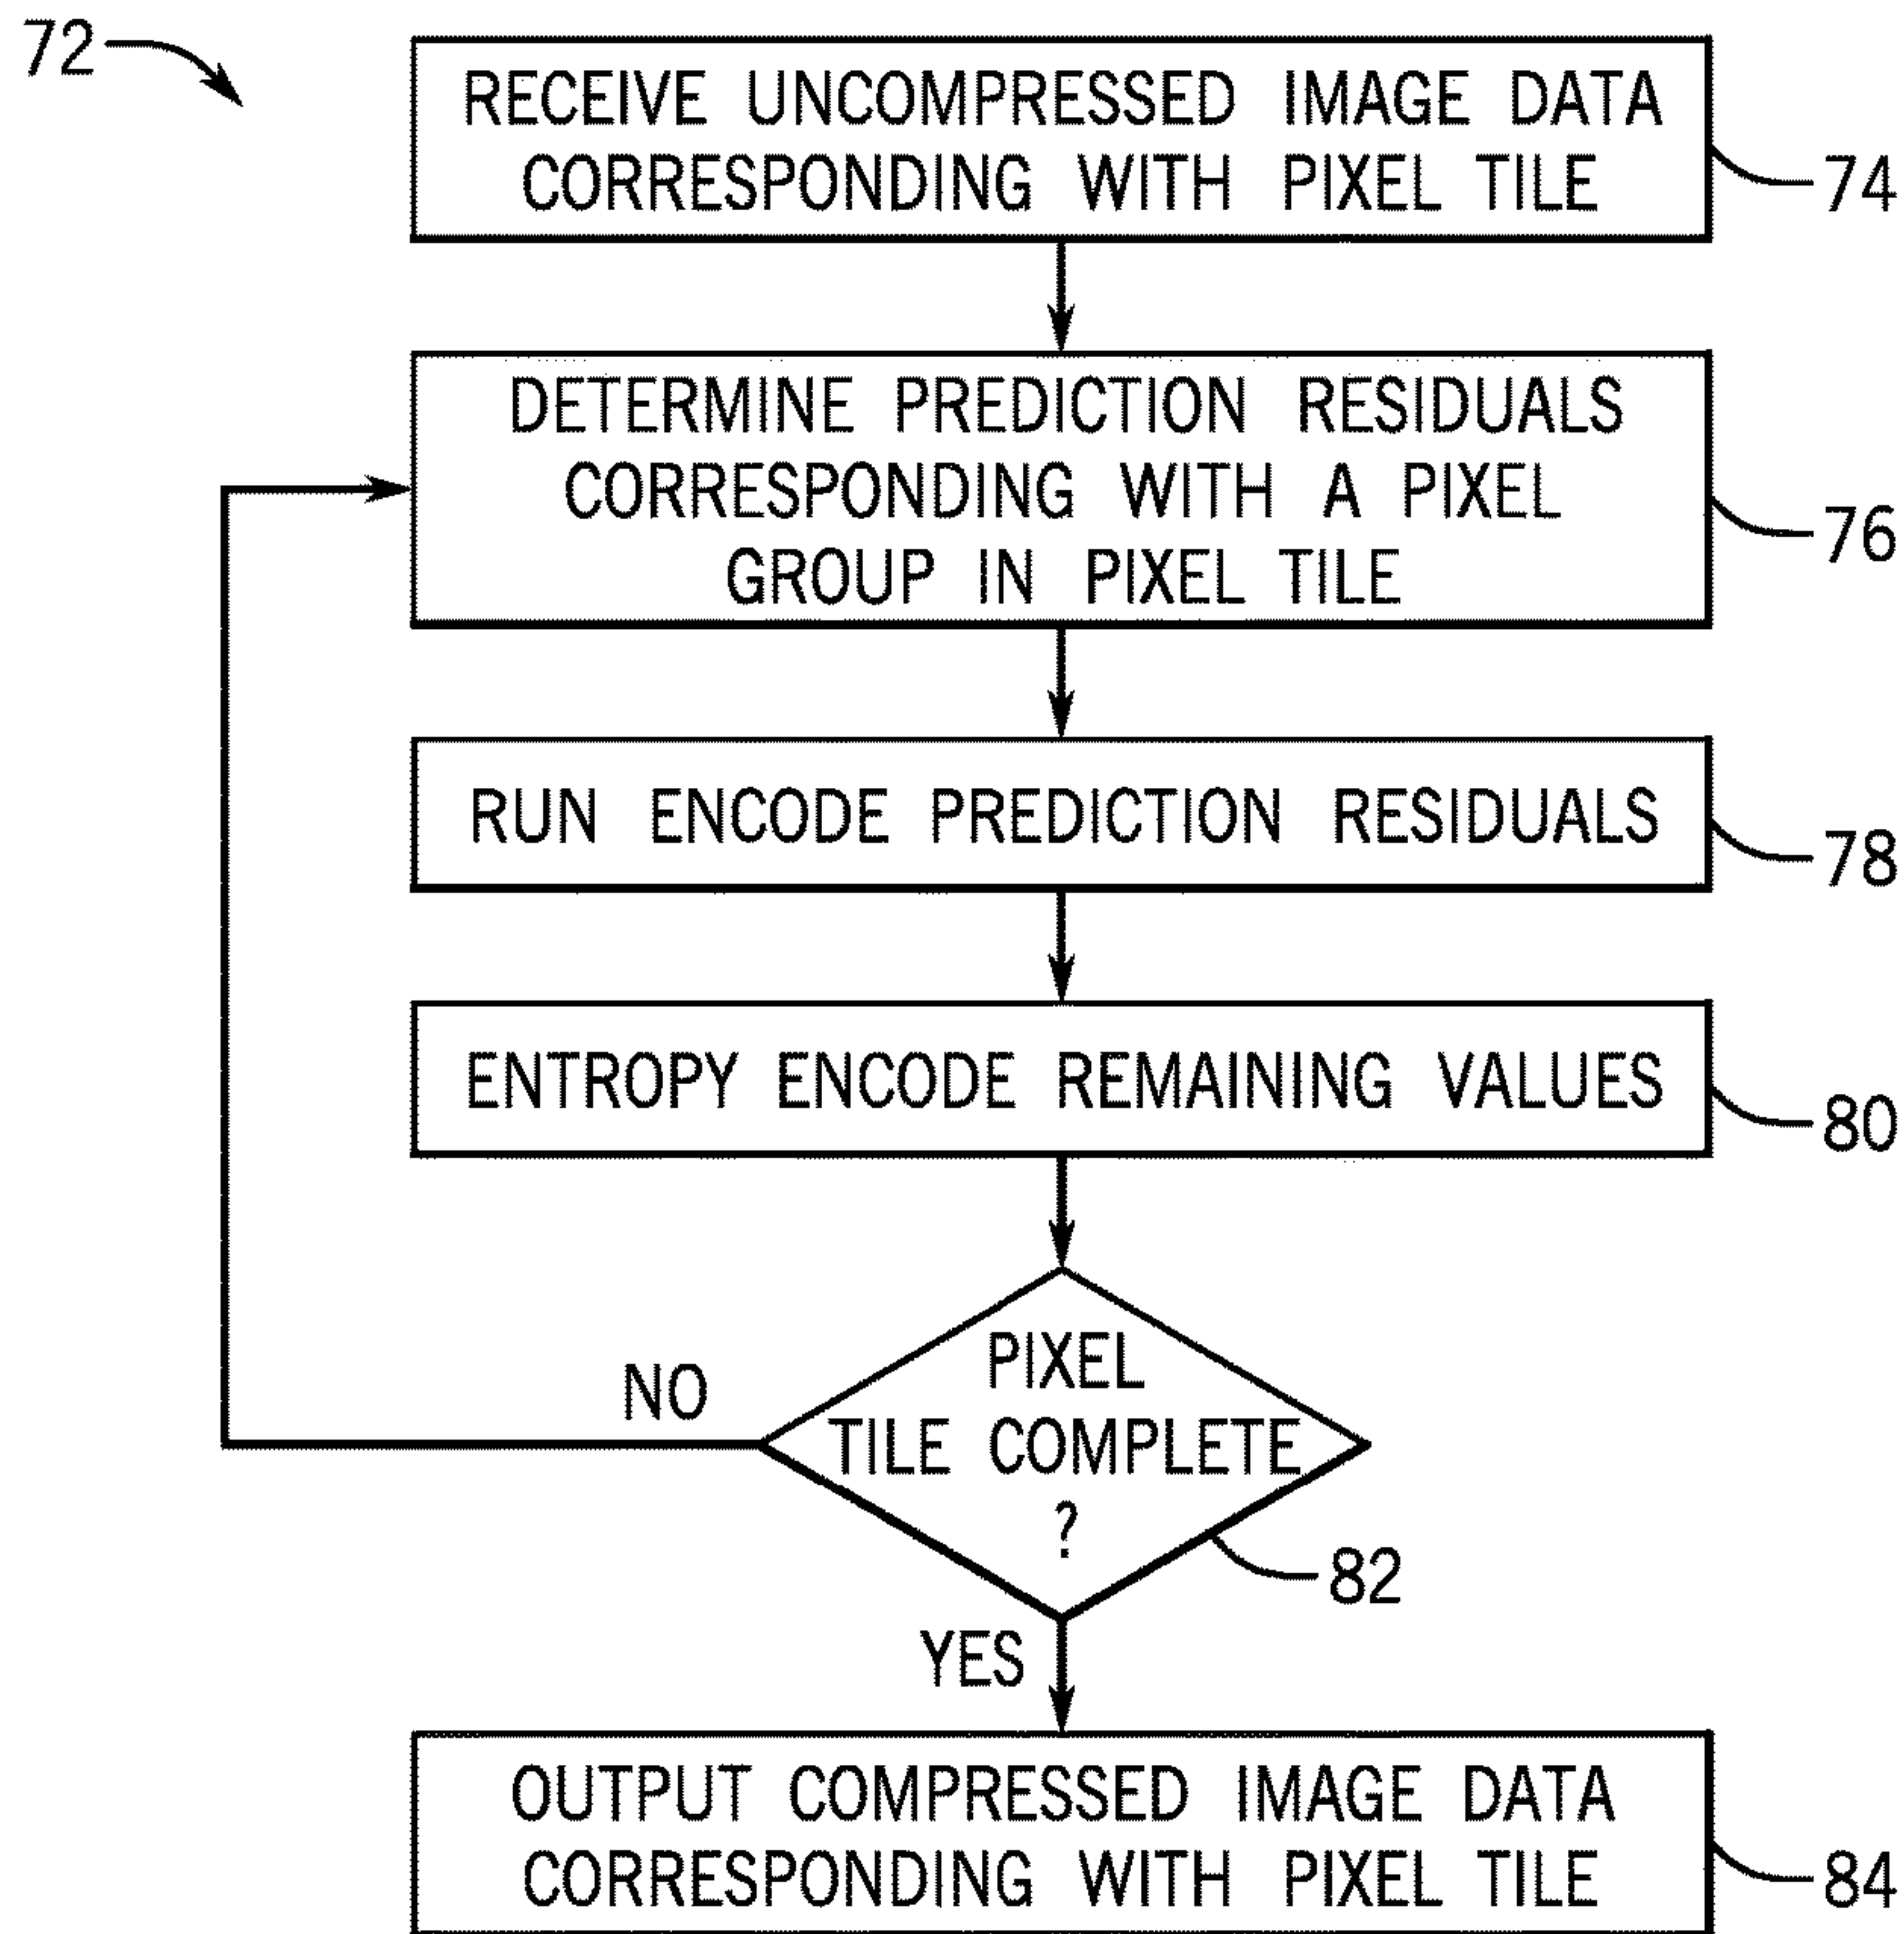 72
RECEIVE UNCOMPRESSED IMAGE DATA
CORRESPONDING WITH PIXEL TILE
74
DETERMINE PREDICTION RESIDUALS
CORRESPONDING WITH A PIXEL
GROUP IN PIXEL TILE
76
RUN ENCODE PREDICTION RESIDUALS
78
ENTROPY ENCODE REMAINING VALUES
80
PIXEL
TILE COMPLETE
?
NO
82
YES
OUTPUT COMPRESSED IMAGE DATA
CORRESPONDING WITH PIXEL TILE
84